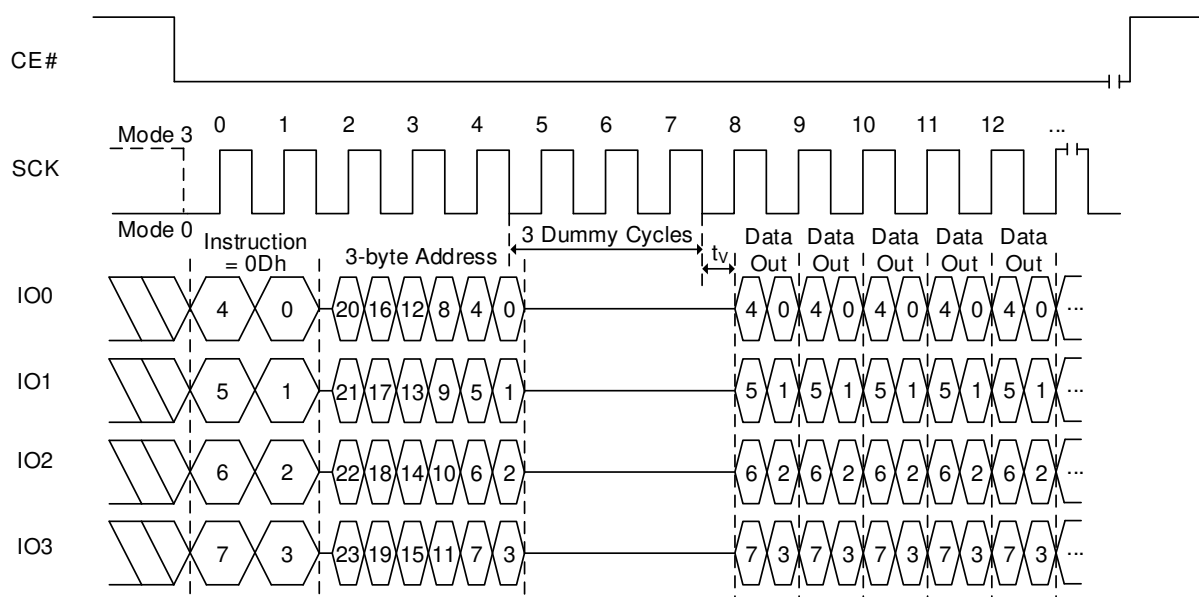 CE#
0 1 2 3 4 5 6 7 8 9 10 11 12 ...
Mode 3
SCK
Mode 0
Instruction
= 0Dh
3-byte Address
3 Dummy Cycles
tV
Data Data Data Data Data
Out Out Out Out Out
IO0 4 0 20 16 12 8 4 0 4 0 4 0 4 0 4 0 4 0 ...
IO1 5 1 21 17 13 9 5 1 5 1 5 1 5 1 5 1 5 1 ...
IO2 6 2 22 18 14 10 6 2 6 2 6 2 6 2 6 2 6 2 ...
IO3 7 3 23 19 15 11 7 3 7 3 7 3 7 3 7 3 7 3 ...